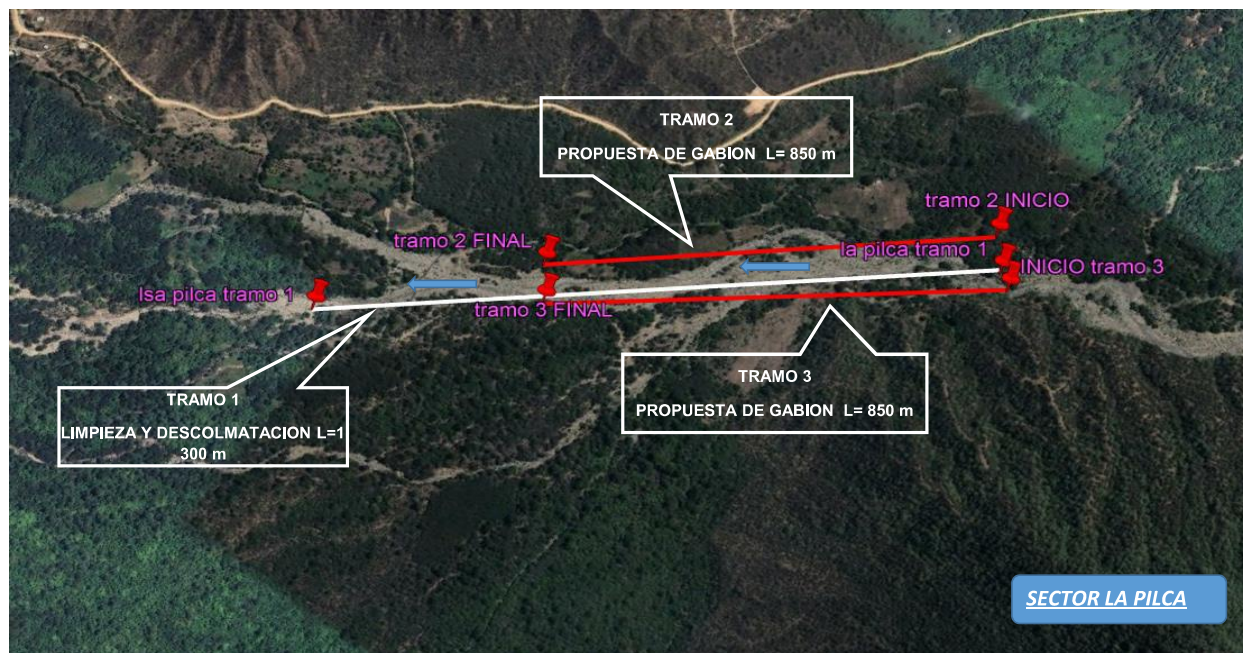 TRAMO 2
PROPUESTA DE GABION L= 850 m
tramo 2 INICIO
tramo 2 FINAL
la pilca tramo 1
INICIO tramo 3
lsa pilca tramo 1
tramo 3 FINAL
TRAMO 1
LIMPIEZA Y DESCOLMATACION L=1
300 m
TRAMO 3
PROPUESTA DE GABION L= 850 m
SECTOR LA PILCA